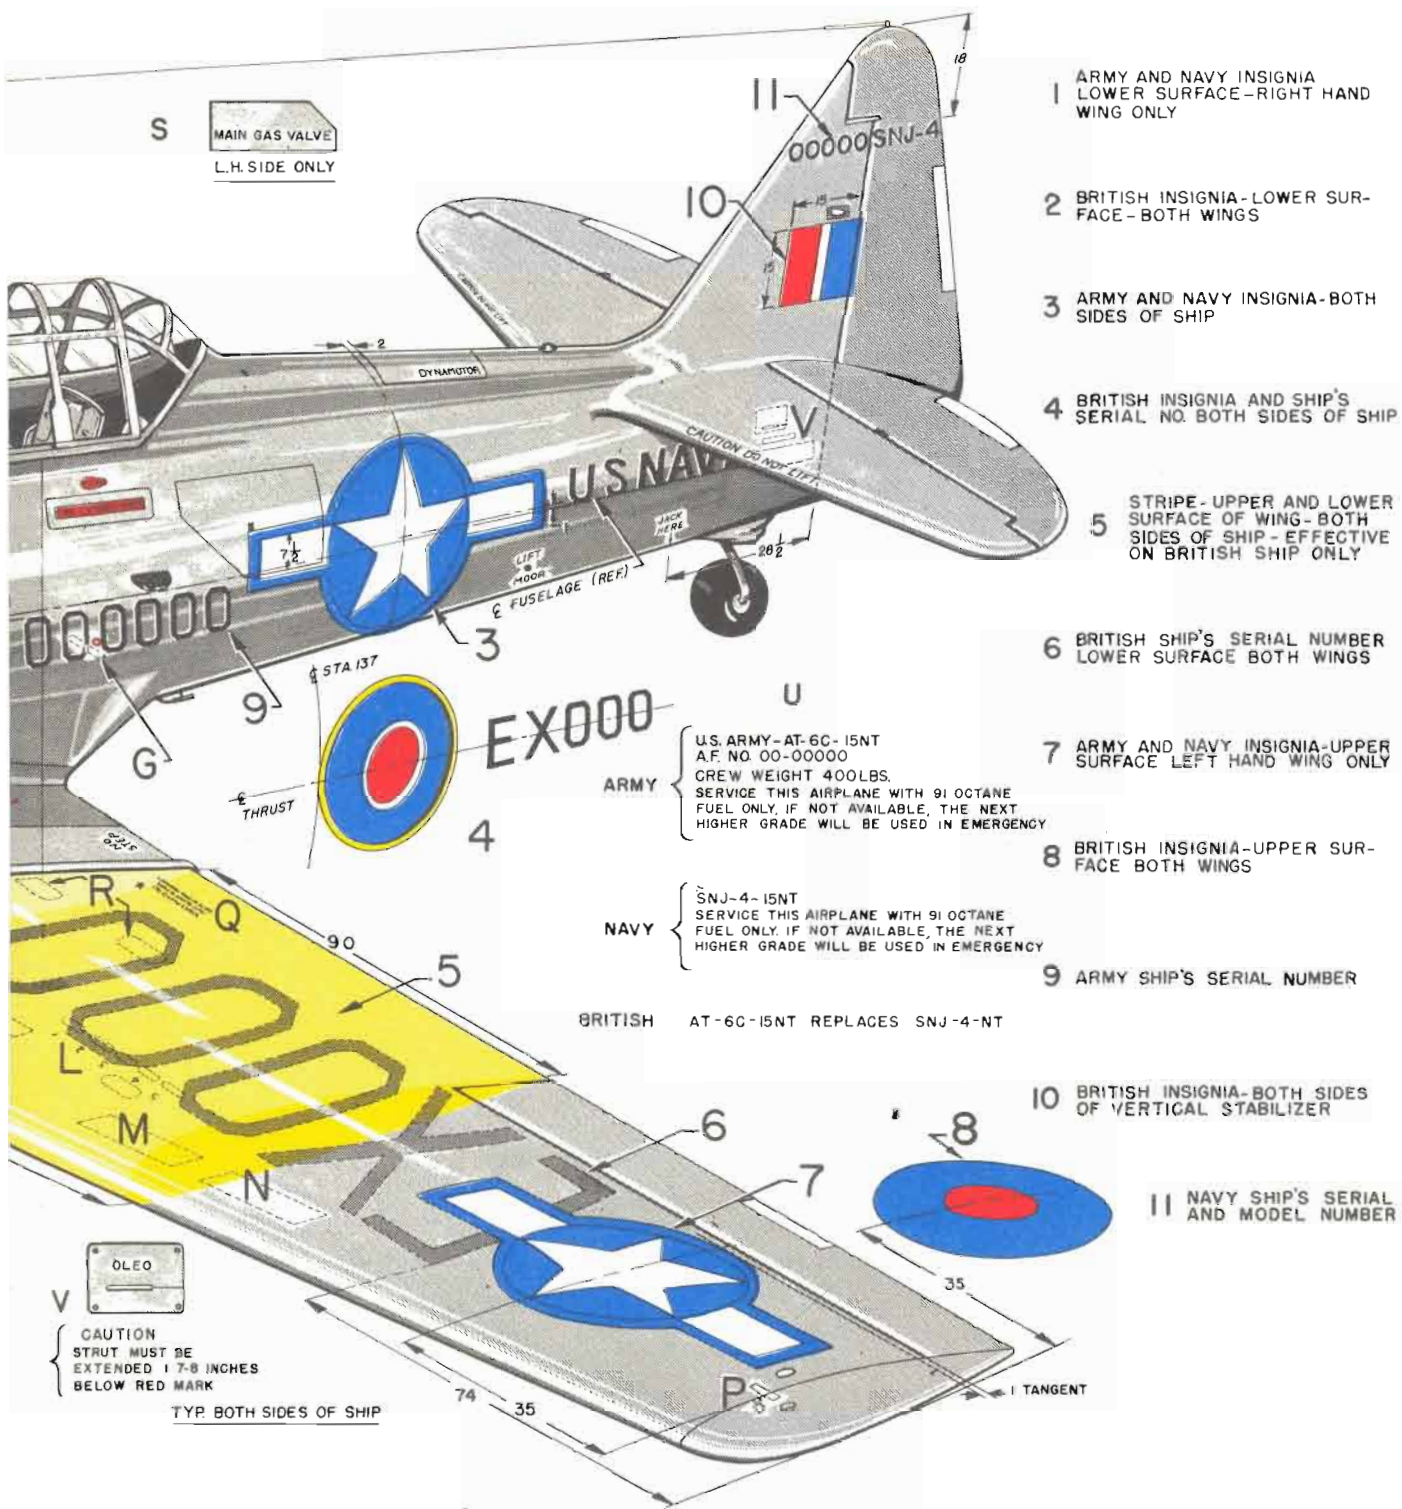 S
MAIN GAS VALVE
L.H. SIDE ONLY
18
11
00000 SNJ-4
10
15
15
CAUTION DO NOT LIFT
2
DYNAMOTOR
V
CAUTION DO NOT LIFT
U S NAV
JACK
HERE
28 1/2
7 1/2
LIFT
MOOR
℄ FUSELAGE (REF.)
000000
3
9
G
℄ STA 137
EX000
℄
THRUST
4
NO
STEP
R
Q
90
5
L
M
N
6
7
8
35
P
1 TANGENT
74
35
V
OLEO
CAUTION
STRUT MUST BE
EXTENDED 1 7-8 INCHES
BELOW RED MARK
TYP. BOTH SIDES OF SHIP
U
ARMY
U.S. ARMY-AT-6C-15NT
A.F. NO. 00-00000
CREW WEIGHT 400 LBS.
SERVICE THIS AIRPLANE WITH 91 OCTANE
FUEL ONLY, IF NOT AVAILABLE, THE NEXT
HIGHER GRADE WILL BE USED IN EMERGENCY
NAVY
SNJ-4-15NT
SERVICE THIS AIRPLANE WITH 91 OCTANE
FUEL ONLY. IF NOT AVAILABLE, THE NEXT
HIGHER GRADE WILL BE USED IN EMERGENCY
BRITISH AT-6C-15NT REPLACES SNJ-4-NT
1 ARMY AND NAVY INSIGNIA
LOWER SURFACE-RIGHT HAND
WING ONLY
2 BRITISH INSIGNIA-LOWER SUR-
FACE-BOTH WINGS
3 ARMY AND NAVY INSIGNIA-BOTH
SIDES OF SHIP
4 BRITISH INSIGNIA AND SHIP'S
SERIAL NO. BOTH SIDES OF SHIP
5 STRIPE-UPPER AND LOWER
SURFACE OF WING-BOTH
SIDES OF SHIP-EFFECTIVE
ON BRITISH SHIP ONLY
6 BRITISH SHIP'S SERIAL NUMBER
LOWER SURFACE BOTH WINGS
7 ARMY AND NAVY INSIGNIA-UPPER
SURFACE LEFT HAND WING ONLY
8 BRITISH INSIGNIA-UPPER SUR-
FACE BOTH WINGS
9 ARMY SHIP'S SERIAL NUMBER
10 BRITISH INSIGNIA-BOTH SIDES
OF VERTICAL STABILIZER
11 NAVY SHIP'S SERIAL
AND MODEL NUMBER